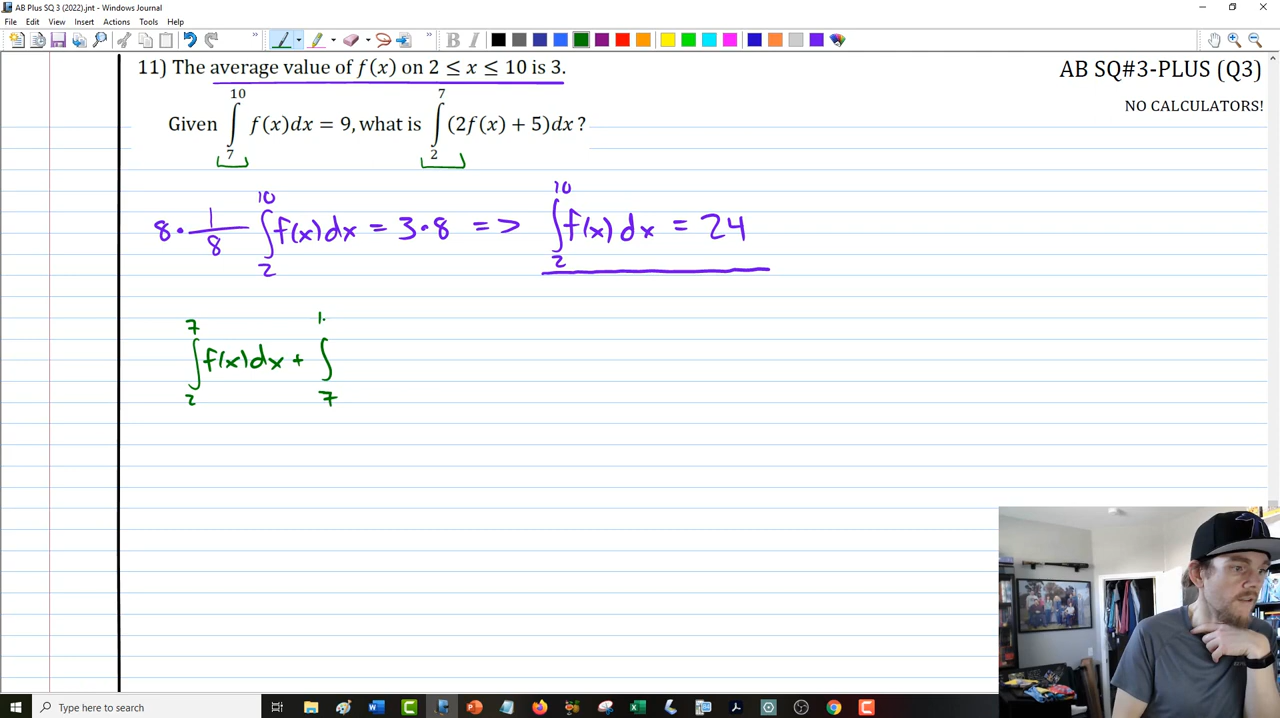 AB Plus SQ 3 (2022).jnt - Windows Journal
File Edit View Insert Actions Tools Help
11) The average value of f(x) on 2 ≤ x ≤ 10 is 3.
AB SQ#3-PLUS (Q3)
NO CALCULATORS!
Given ∫_7^10 f(x)dx = 9, what is ∫_2^7 (2f(x) + 5)dx ?
8 · 1/8 ∫_2^10 f(x)dx = 3·8 => ∫_2^10 f(x) dx = 24
∫_2^7 f(x)dx + ∫_7^1
Type here to search